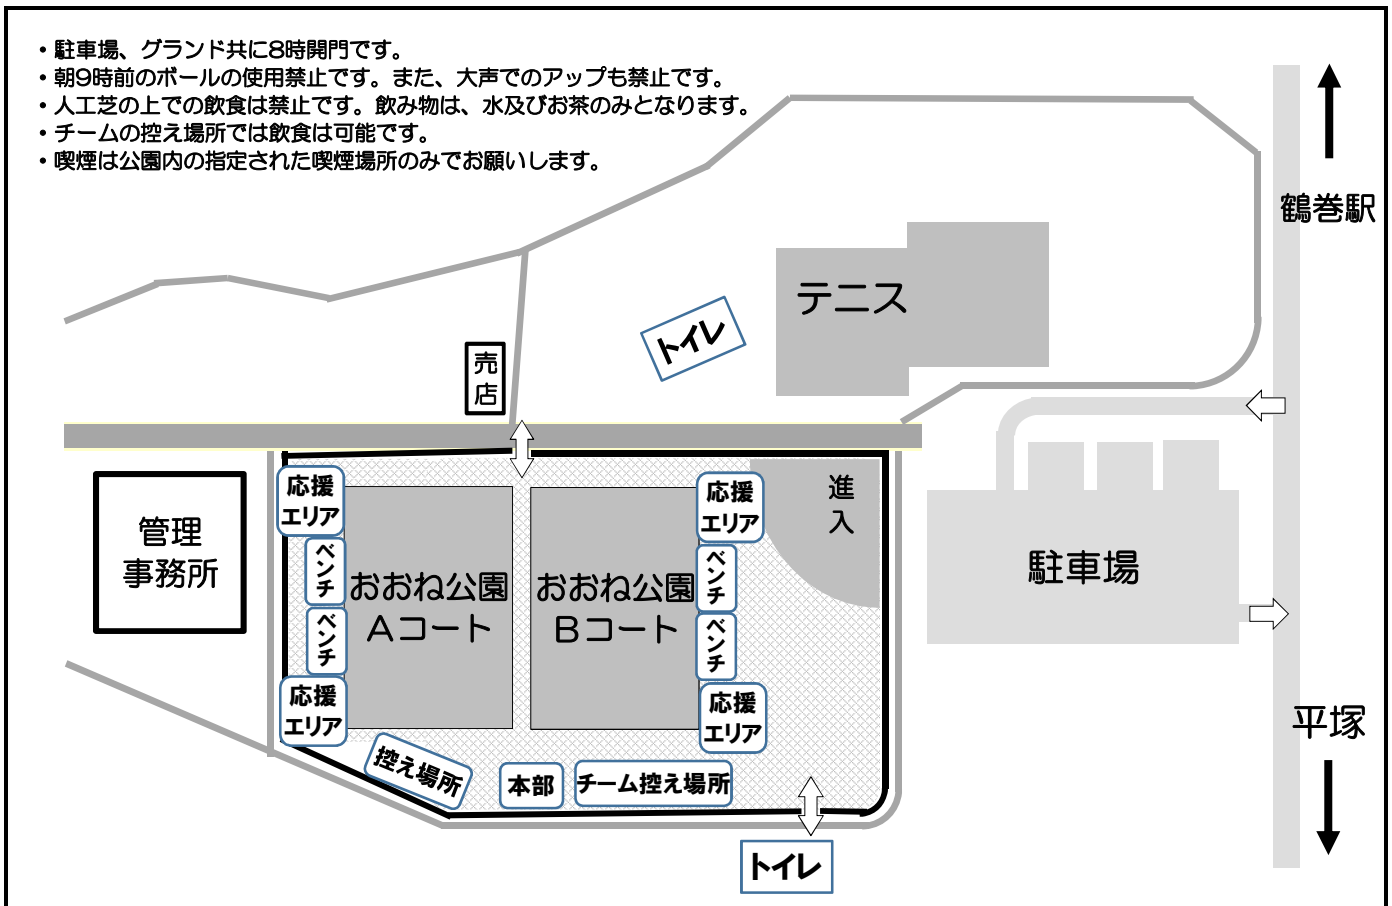 ・駐車場、グランド共に8時開門です。
・朝9時前のボールの使用禁止です。また、大声でのアップも禁止です。
・人工芝の上での飲食は禁止です。飲み物は、水及びお茶のみとなります。
・チームの控え場所では飲食は可能です。
・喫煙は公園内の指定された喫煙場所のみでお願いします。
鶴巻駅
テニス
トイレ
売
店
応援
エリア
応援
エリア
進
入
管理
事務所
ベンチ
ベンチ
駐車場
おおね公園
Aコート
おおね公園
Bコート
ベンチ
ベンチ
応援
エリア
応援
エリア
平塚
控え場所
本部
チーム控え場所
トイレ